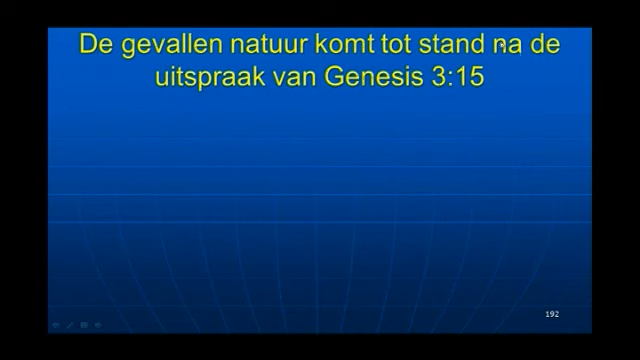 De gevallen natuur komt tot stand na de
uitspraak van Genesis 3:15
192